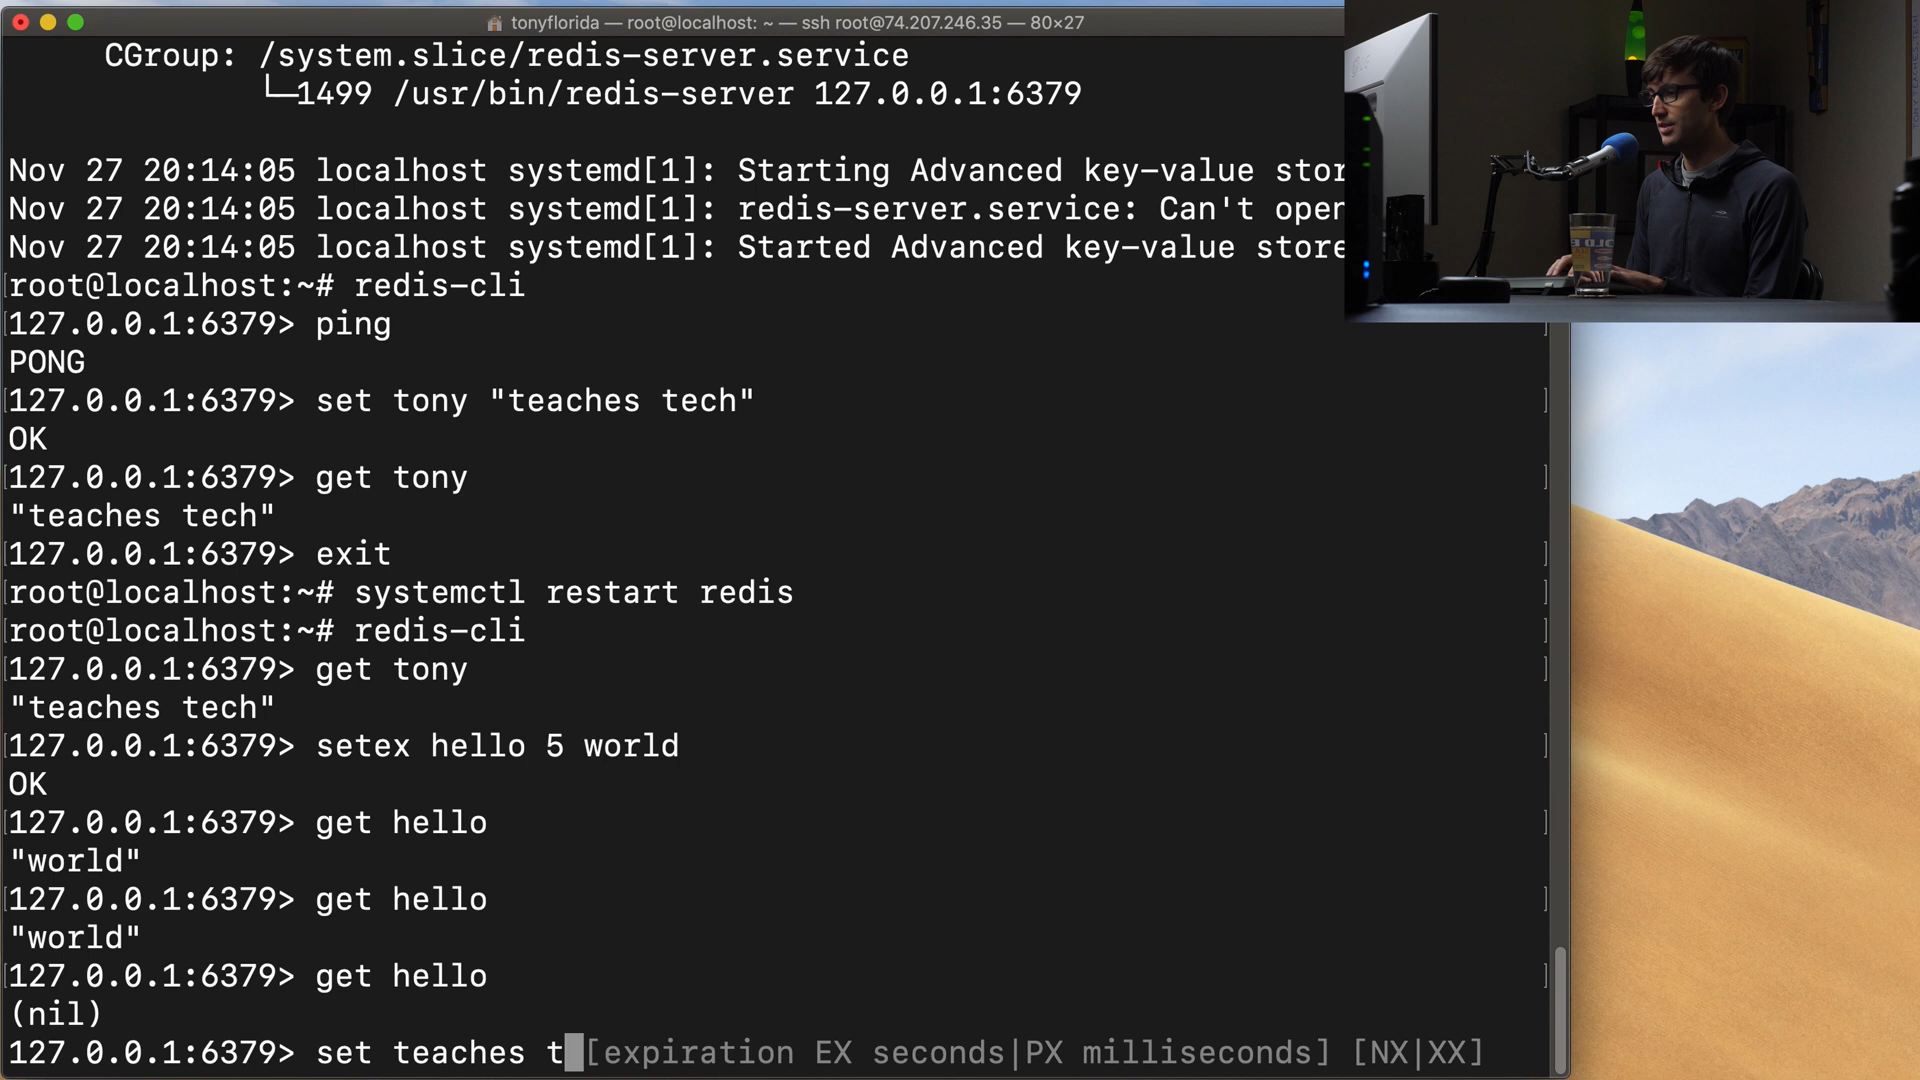 tonyflorida — root@localhost: ~ — ssh root@74.207.246.35 — 80×27
CGroup: /system.slice/redis-server.service
└─1499 /usr/bin/redis-server 127.0.0.1:6379
Nov 27 20:14:05 localhost systemd[1]: Starting Advanced key-value stor
Nov 27 20:14:05 localhost systemd[1]: redis-server.service: Can't open
Nov 27 20:14:05 localhost systemd[1]: Started Advanced key-value store
[root@localhost:~# redis-cli
[127.0.0.1:6379> ping ]
PONG
[127.0.0.1:6379> set tony "teaches tech" ]
OK
[127.0.0.1:6379> get tony ]
"teaches tech"
[127.0.0.1:6379> exit ]
[root@localhost:~# systemctl restart redis ]
[root@localhost:~# redis-cli ]
[127.0.0.1:6379> get tony ]
"teaches tech"
[127.0.0.1:6379> setex hello 5 world ]
OK
[127.0.0.1:6379> get hello ]
"world"
[127.0.0.1:6379> get hello ]
"world"
[127.0.0.1:6379> get hello ]
(nil)
127.0.0.1:6379> set teaches t [expiration EX seconds|PX milliseconds] [NX|XX]